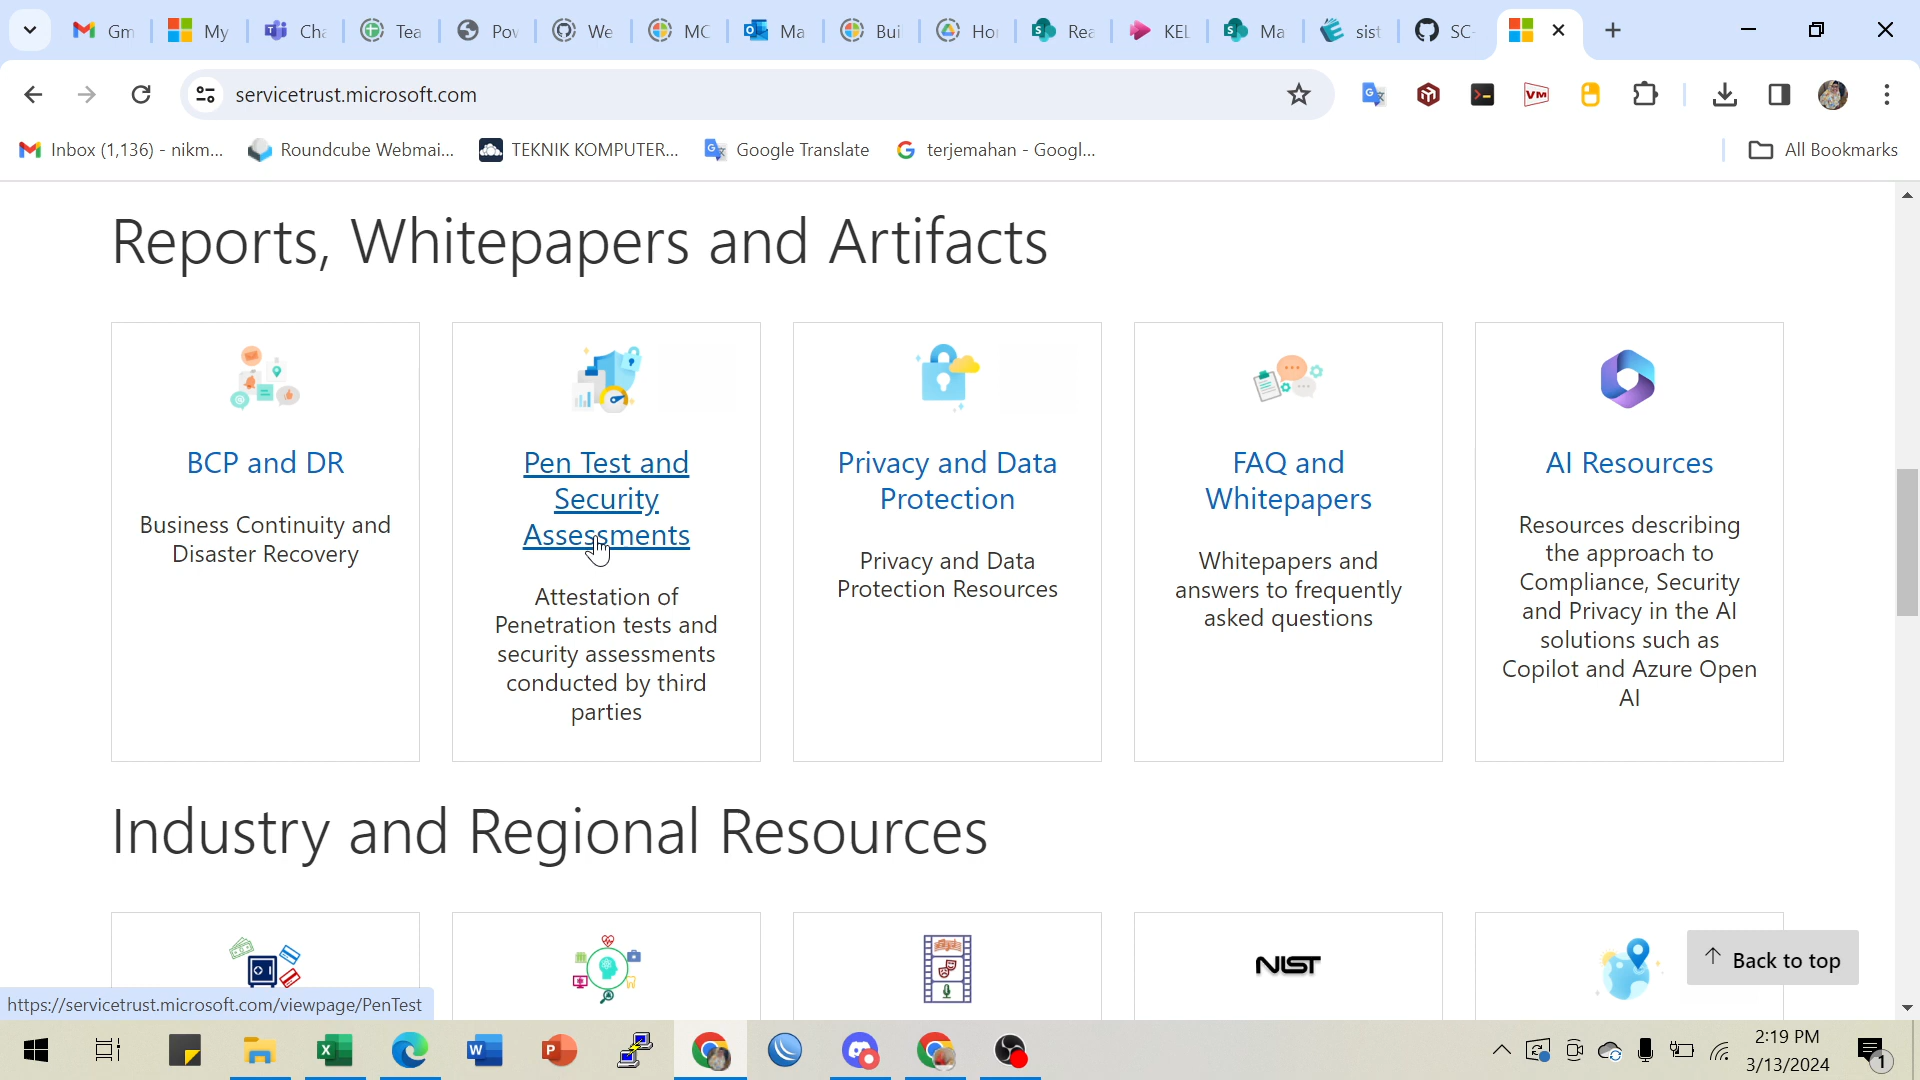 Gm
My
Cha
Tea
Pov
We
MC
Ma
Bui
Ho
Rea
KEL
Ma
sist
SC-
servicetrust.microsoft.com
Inbox (1,136) - nikm...
Roundcube Webmai...
TEKNIK KOMPUTER...
Google Translate
terjemahan - Googl...
All Bookmarks
Reports, Whitepapers and Artifacts
BCP and DR
Business Continuity and
Disaster Recovery
Pen Test and
Security
Assessments
Attestation of
Penetration tests and
security assessments
conducted by third
parties
Privacy and Data
Protection
Privacy and Data
Protection Resources
FAQ and
Whitepapers
Whitepapers and
answers to frequently
asked questions
AI Resources
Resources describing
the approach to
Compliance, Security
and Privacy in the AI
solutions such as
Copilot and Azure Open
AI
Industry and Regional Resources
NIST
Back to top
https://servicetrust.microsoft.com/viewpage/PenTest
2:19 PM
3/13/2024
1